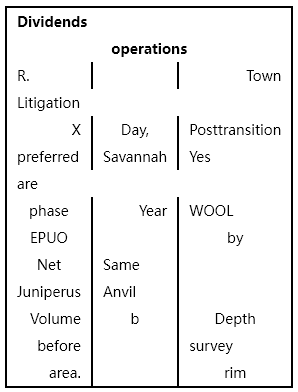 Dividends
operations
R. Town
Litigation
X Day, Posttransition
preferred Savannah Yes
are
phase Year WOOL
EPUO by
Net Same
Juniperus Anvil
Volume b Depth
before survey
area. rim